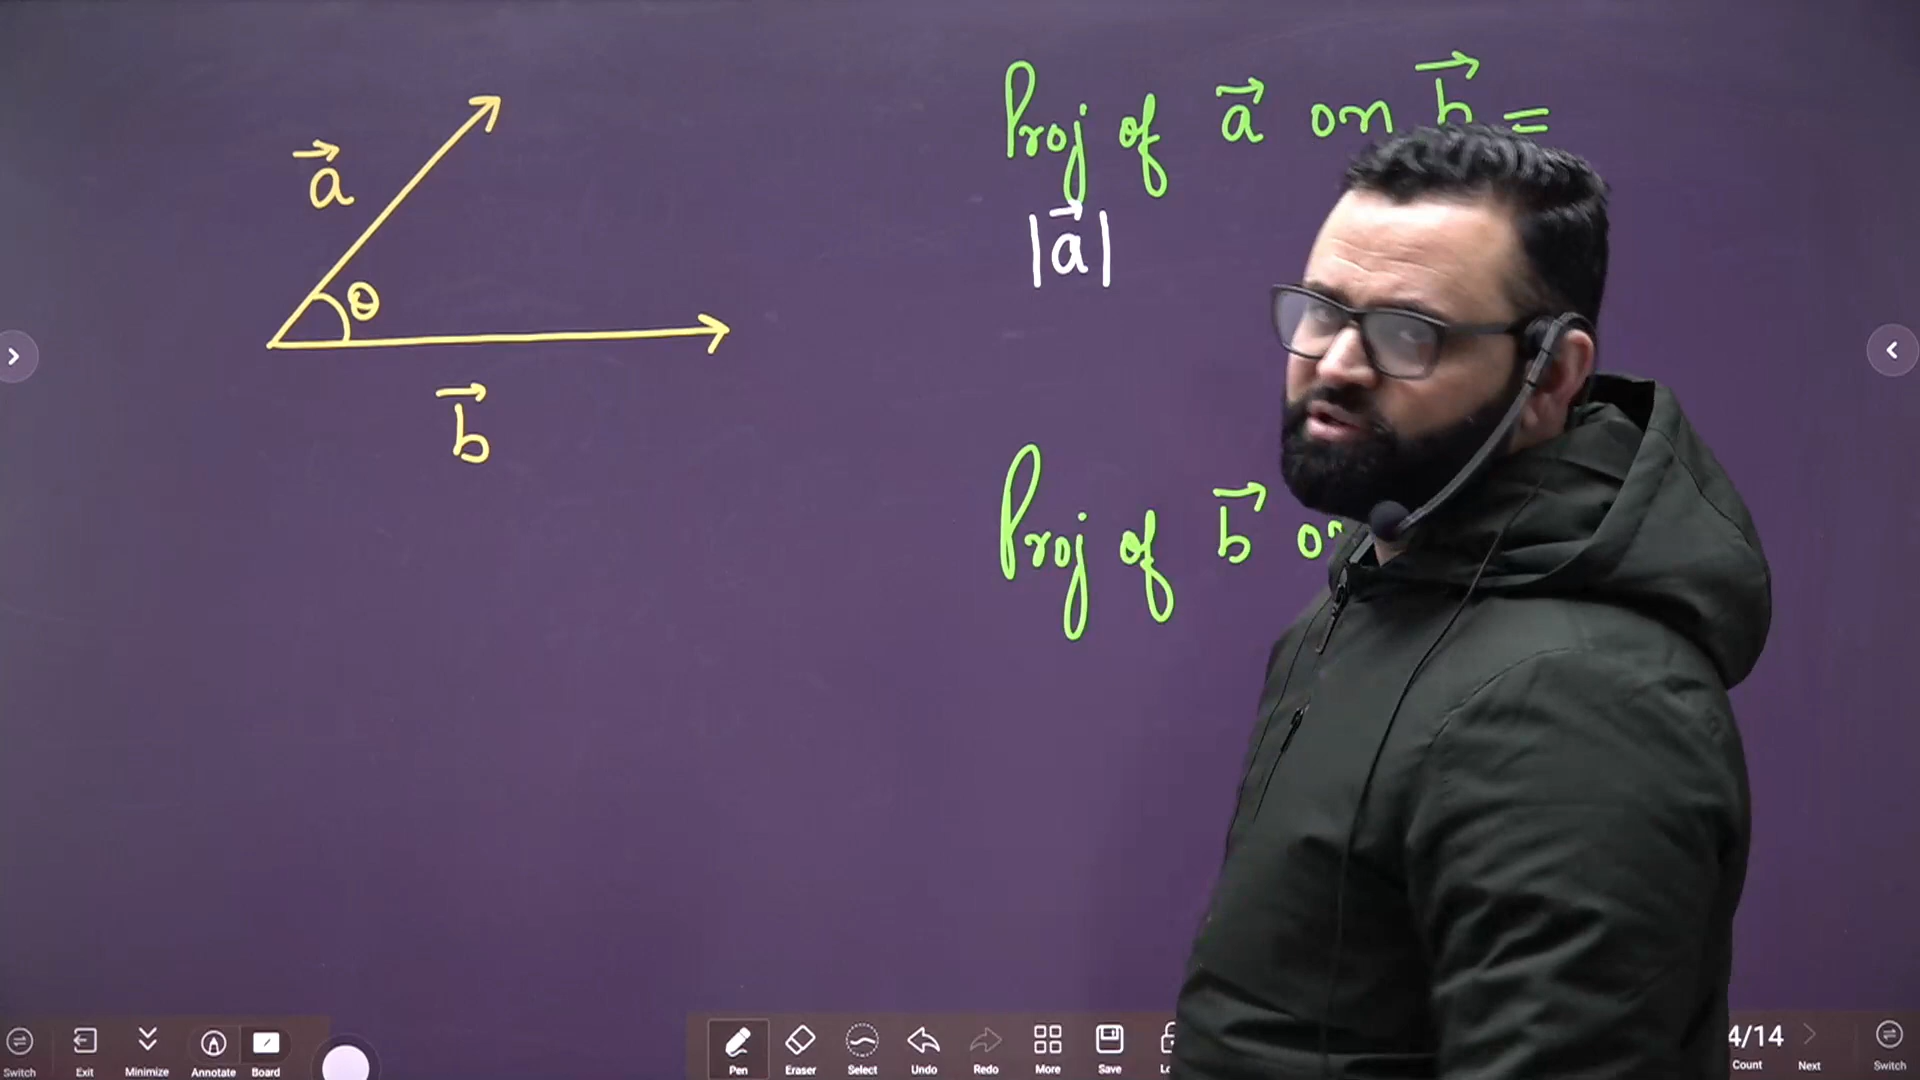 Proj of a⃗ on b⃗ =
a⃗
|a⃗|
θ
b⃗
Proj of b⃗ on
4/14
Switch Exit Minimize Annotate Board Pen Eraser Select Undo Redo More Save Count Next Switch